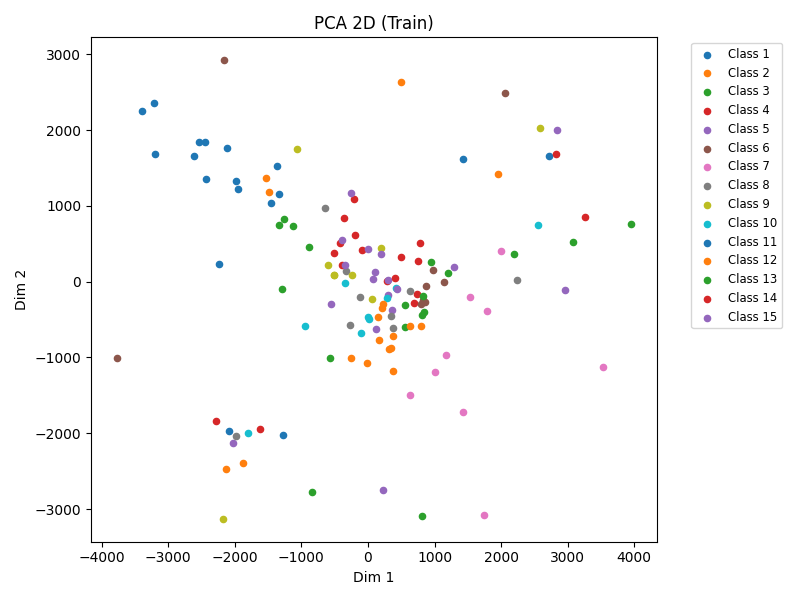 PCA 2D (Train)
3000
2000
1000
0
−1000
−2000
−3000
Dim 2
−4000 −3000 −2000 −1000 0 1000 2000 3000 4000
Dim 1
Class 1
Class 2
Class 3
Class 4
Class 5
Class 6
Class 7
Class 8
Class 9
Class 10
Class 11
Class 12
Class 13
Class 14
Class 15